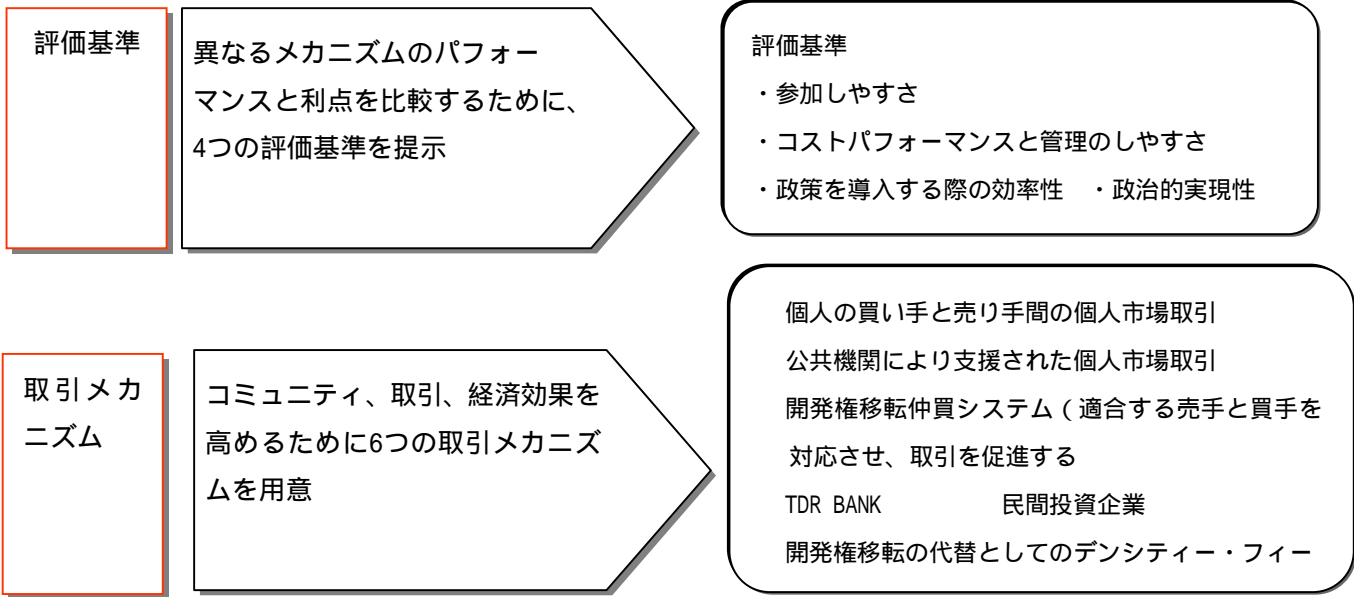 評価基準
異なるメカニズムのパフォー
マンスと利点を比較するために、
4つの評価基準を提示
評価基準
・参加しやすさ
・コストパフォーマンスと管理のしやすさ
・政策を導入する際の効率性　・政治的実現性
取引メカ
ニズム
コミュニティ、取引、経済効果を
高めるために6つの取引メカニズ
ムを用意
個人の買い手と売り手間の個人市場取引
公共機関により支援された個人市場取引
開発権移転仲買システム（適合する売手と買手を
対応させ、取引を促進する
TDR BANK　　　民間投資企業
開発権移転の代替としてのデンシティー・フィー